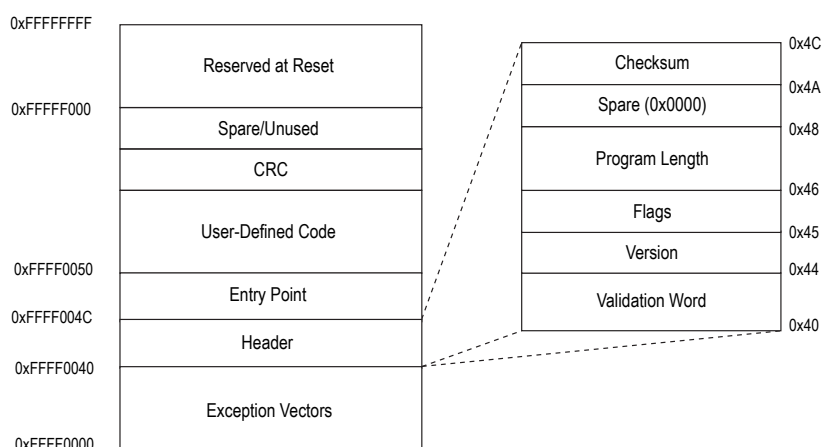 0xFFFFFFFF
Reserved at Reset
0xFFFFF000
Spare/Unused
CRC
User-Defined Code
0xFFFF0050
Entry Point
0xFFFF004C
Header
0xFFFF0040
Exception Vectors
0xFFFF0000
0x4C
Checksum
0x4A
Spare (0x0000)
0x48
Program Length
0x46
Flags
0x45
Version
0x44
Validation Word
0x40